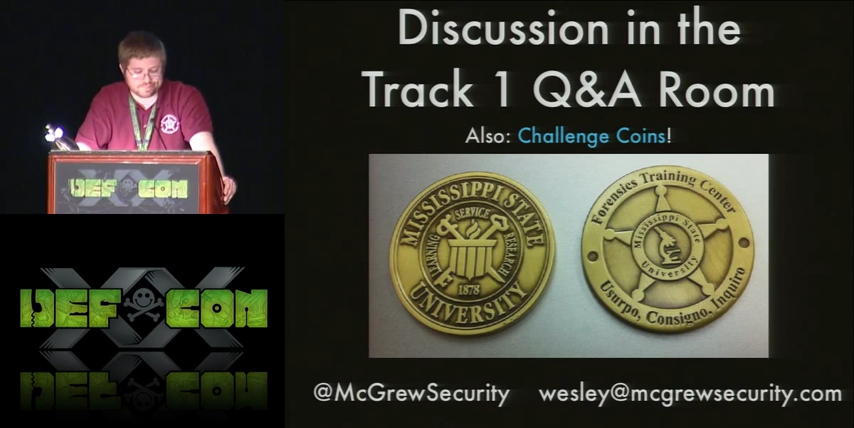 Discussion in the
Track 1 Q&A Room
Also: Challenge Coins!
DEF CON
DEF CON
MISSISSIPPI STATE
UNIVERSITY
LEARNING
SERVICE
RESEARCH
1878
Forensics Training Center
Mississippi State
University
Usurpo, Consigno, Inquiro
@McGrewSecurity wesley@mcgrewsecurity.com